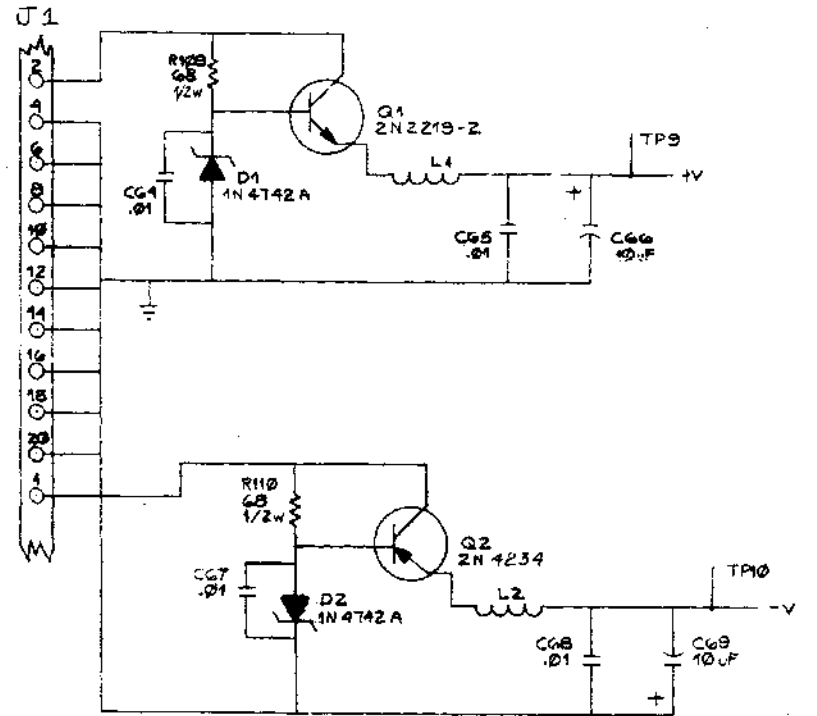 J1
2
4
6
8
10
12
14
16
18
20
1
R109
68
1/2W
Q1
2N2219-2
C64
.01
D1
1N4742A
L1
TP9
+V
C65
.01
+
C66
10uF
R110
68
1/2W
Q2
2N4234
C67
.01
D2
1N4742A
L2
TP10
-V
C68
.01
C69
10uF
+